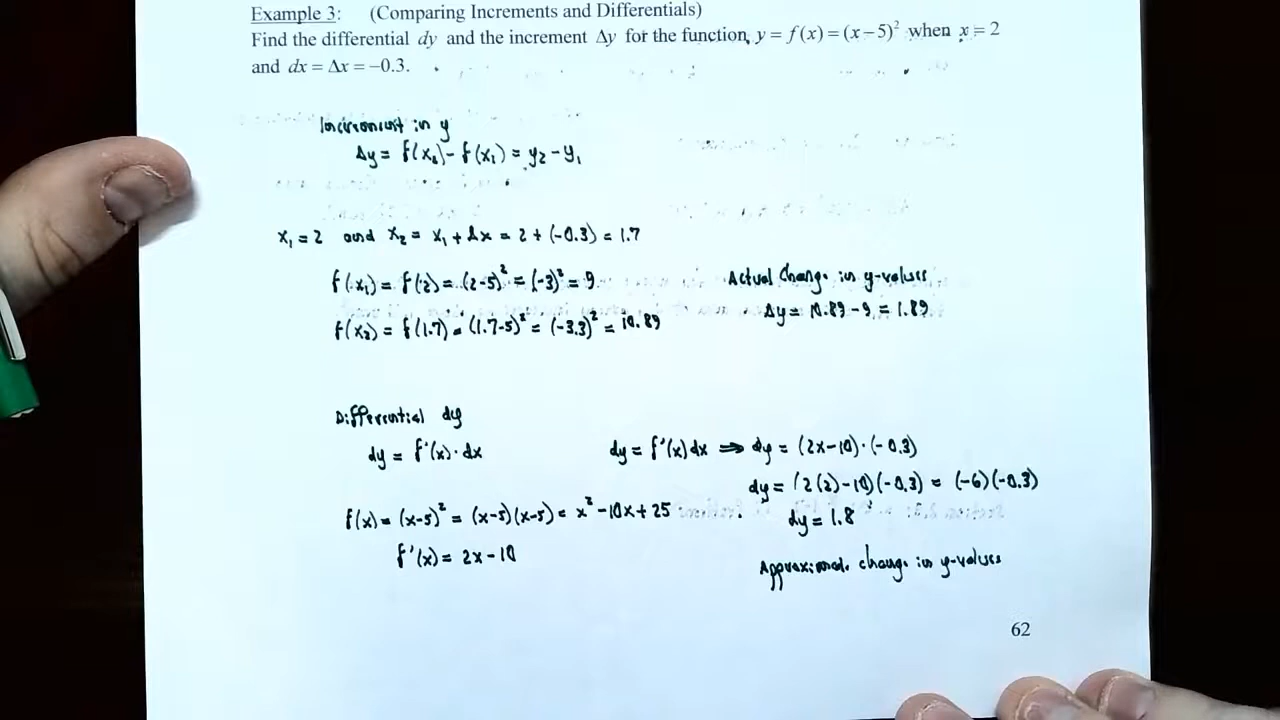 Example 3: (Comparing Increments and Differentials)
Find the differential dy and the increment Δy for the function, y = f(x) = (x−5)² when x = 2
and dx = Δx = −0.3.
Increment in y
Δy = f(x₂) − f(x₁) = y₂ − y₁
x₁ = 2 and x₂ = x₁ + Δx = 2 + (−0.3) = 1.7
f(x₁) = f(2) = (2−5)² = (−3)² = 9
Actual change in y-values
f(x₂) = f(1.7) = (1.7−5)² = (−3.3)² = 10.89
Δy = 10.89 − 9 = 1.89
Differential dy
dy = f'(x)·dx
dy = f'(x)dx ⇒ dy = (2x−10)·(−0.3)
dy = (2(2)−10)(−0.3) = (−6)(−0.3)
f(x) = (x−5)² = (x−5)(x−5) = x² −10x + 25
dy = 1.8
f'(x) = 2x − 10
Approximate change in y-values
62